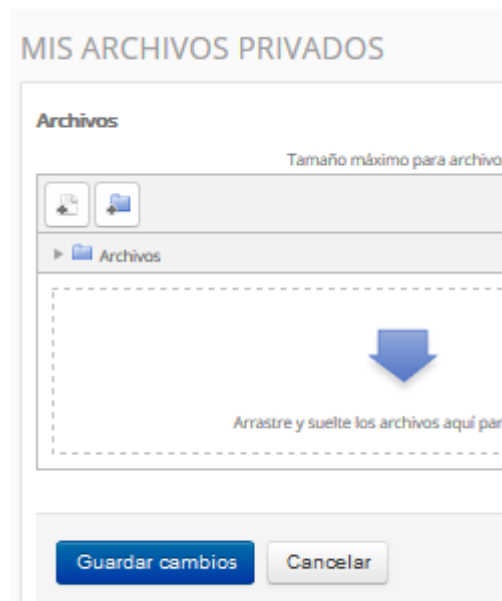 MIS ARCHIVOS PRIVADOS
Archivos
Tamaño máximo para archivo
Archivos
Arrastre y suelte los archivos aquí par
Guardar cambios Cancelar